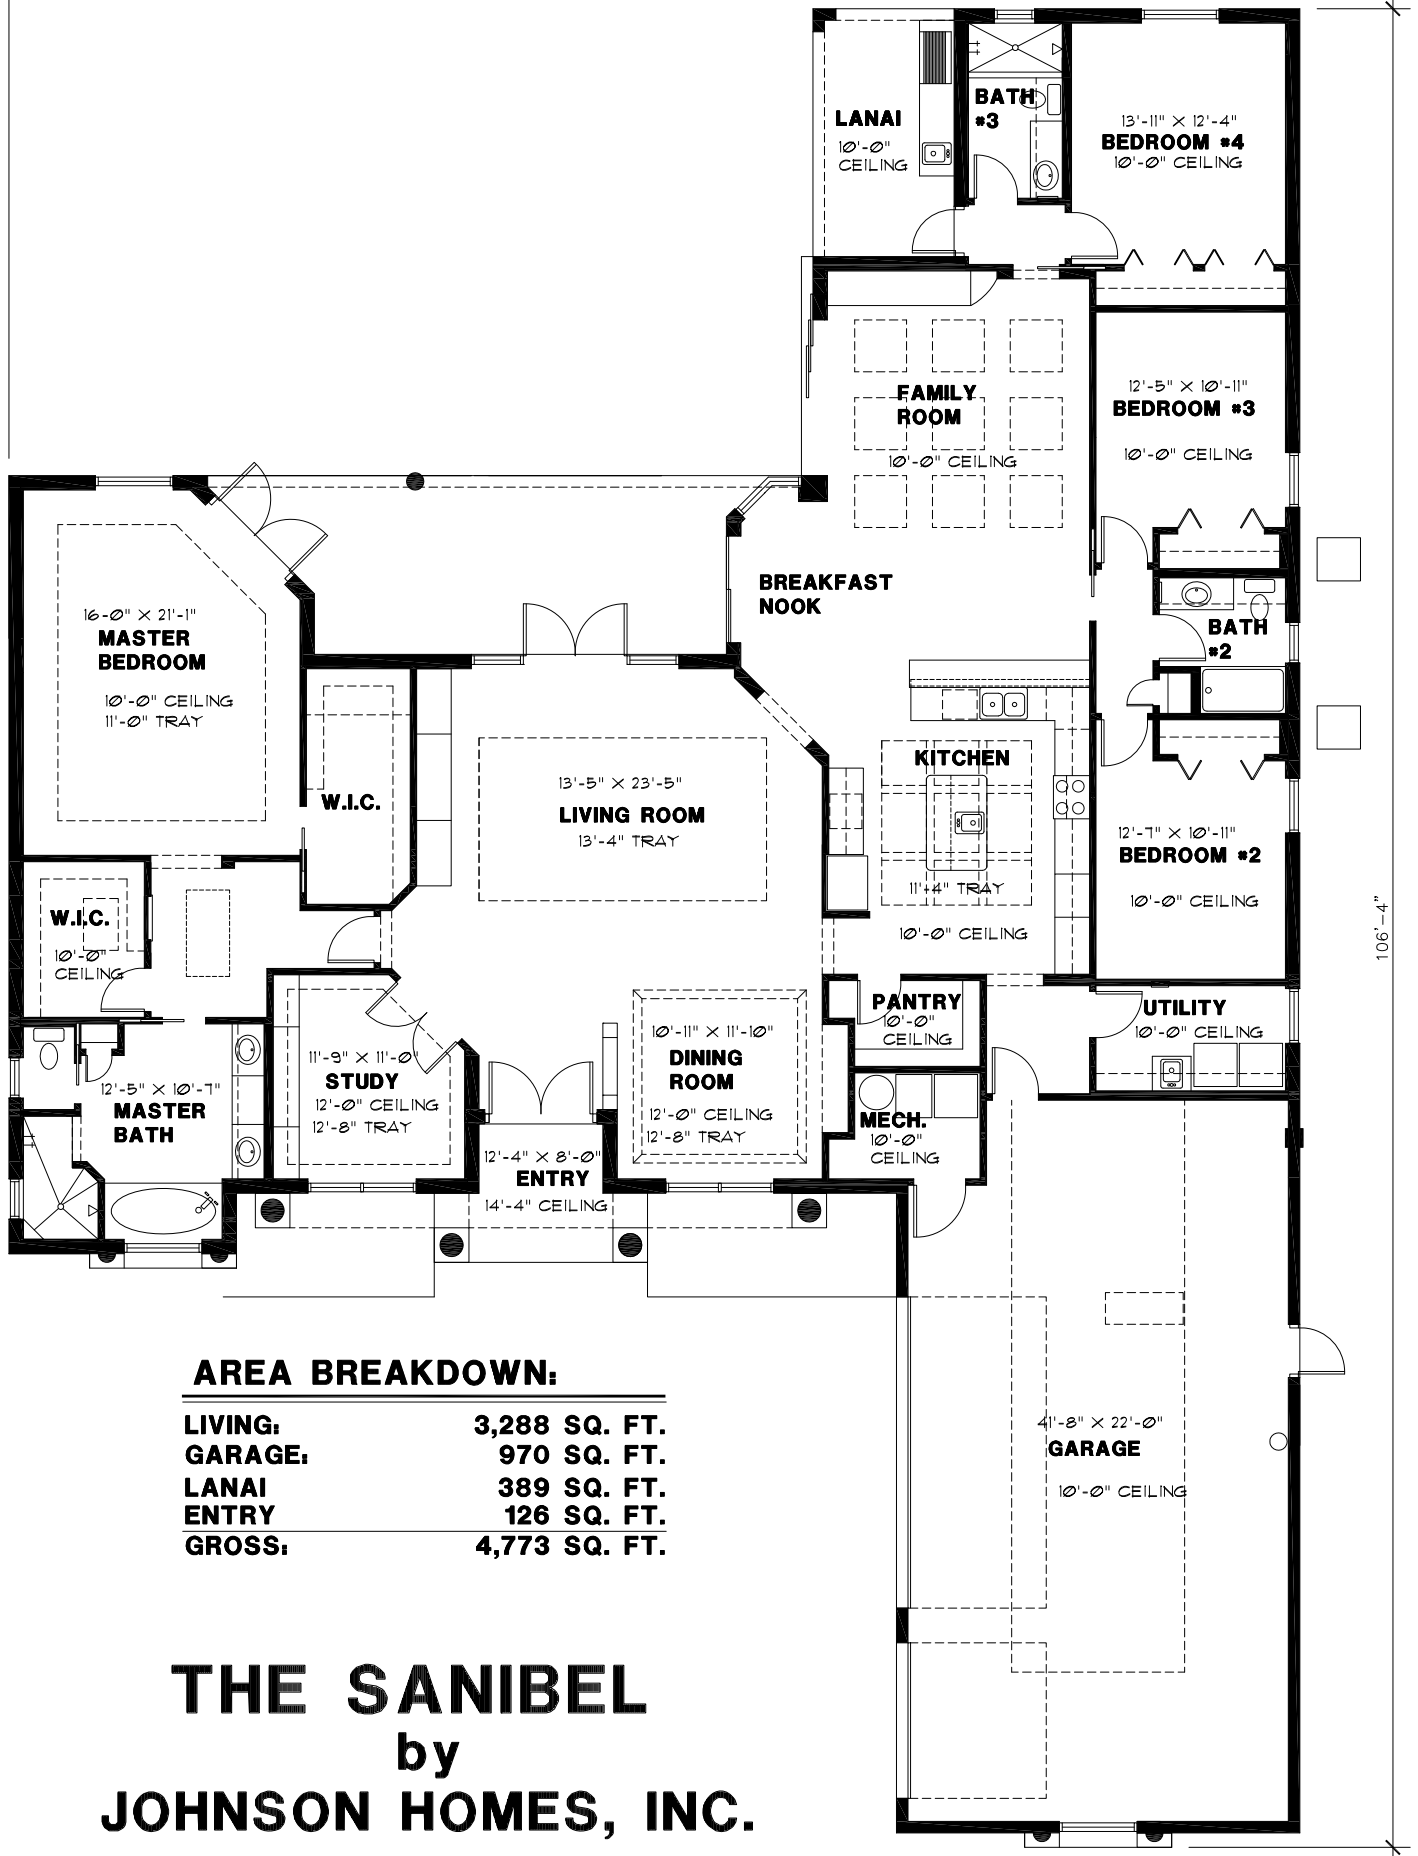 LANAI
10'-0"
CEILING
BATH
#3
13'-11" X 12'-4"
BEDROOM #4
10'-0" CEILING
FAMILY
ROOM
10'-0" CEILING
12'-5" X 10'-11"
BEDROOM #3
10'-0" CEILING
BREAKFAST
NOOK
BATH
#2
16-0" X 21'-1"
MASTER
BEDROOM
10'-0" CEILING
11'-0" TRAY
W.I.C.
13'-5" X 23'-5"
LIVING ROOM
13'-4" TRAY
KITCHEN
11'-4" TRAY
10'-0" CEILING
12'-7" X 10'-11"
BEDROOM #2
10'-0" CEILING
106'-4"
W.I.C.
10'-0"
CEILING
PANTRY
10'-0"
CEILING
UTILITY
10'-0" CEILING
12'-5" X 10'-7"
MASTER
BATH
11'-9" X 11'-0"
STUDY
12'-0" CEILING
12'-8" TRAY
10'-11" X 11'-10"
DINING
ROOM
12'-0" CEILING
12'-8" TRAY
MECH.
10'-0"
CEILING
12'-4" X 8'-0"
ENTRY
14'-4" CEILING
41'-8" X 22'-0"
GARAGE
10'-0" CEILING
AREA BREAKDOWN:
LIVING: 3,288 SQ. FT.
GARAGE: 970 SQ. FT.
LANAI 389 SQ. FT.
ENTRY 126 SQ. FT.
GROSS: 4,773 SQ. FT.
THE SANIBEL
by
JOHNSON HOMES, INC.